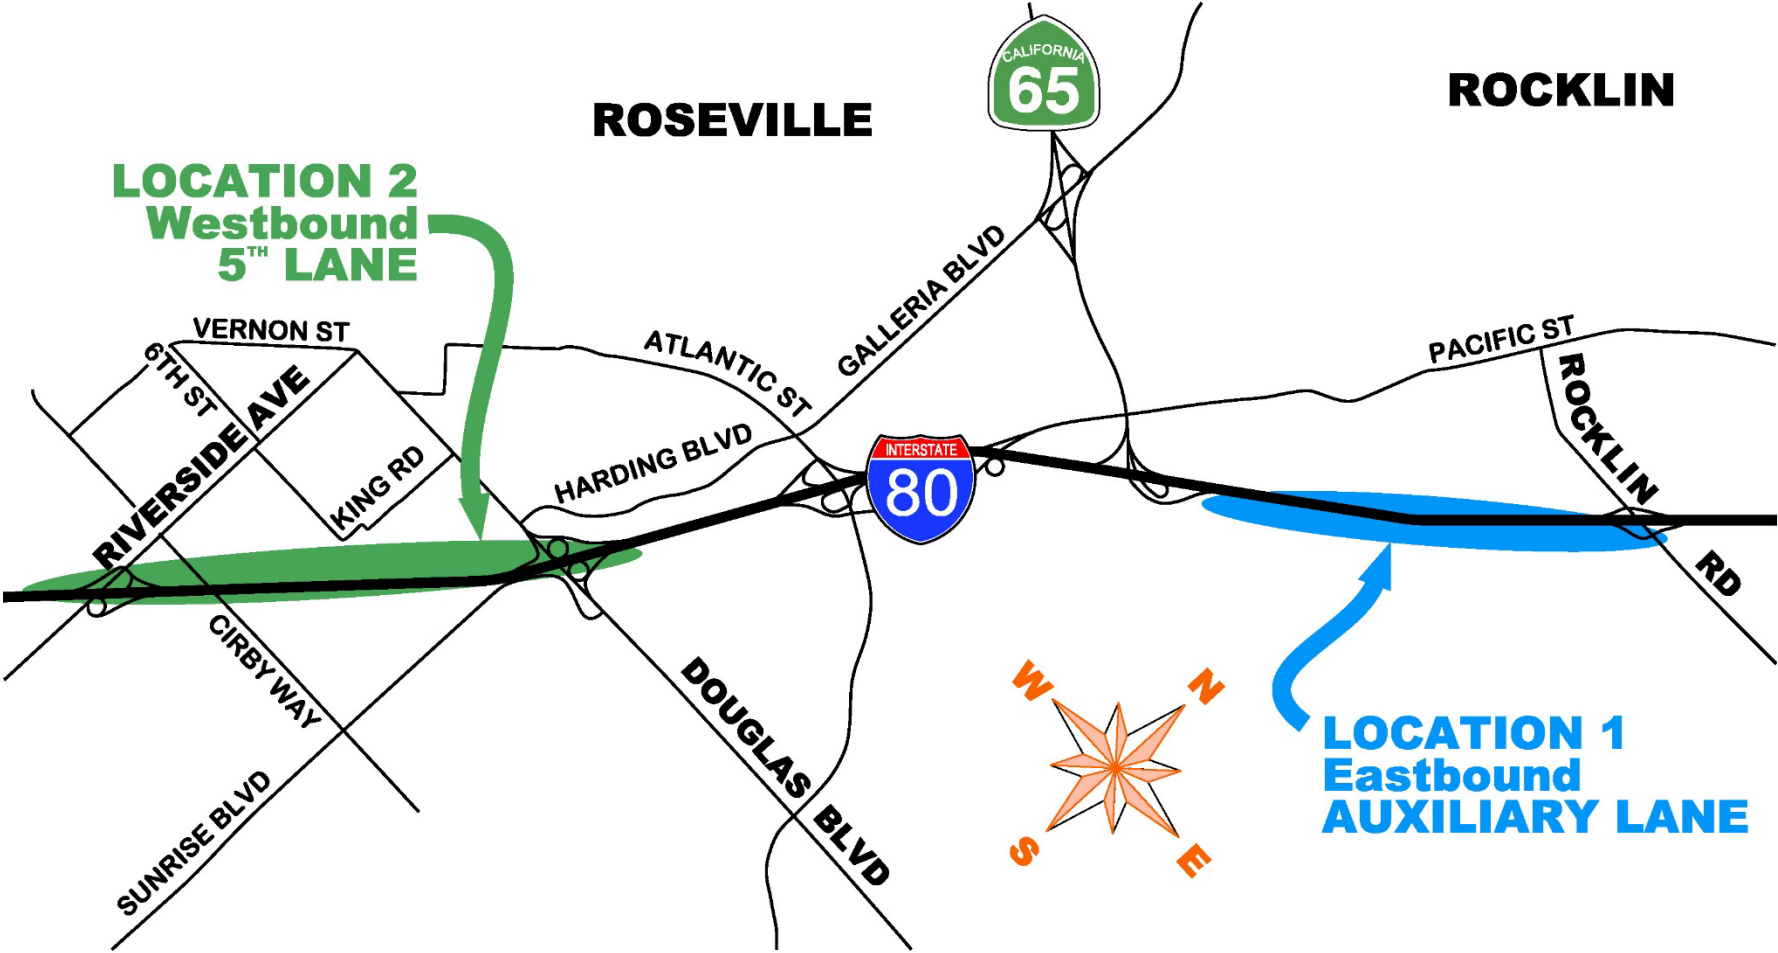 CALIFORNIA
65
ROSEVILLE
ROCKLIN
LOCATION 2
Westbound
5TH LANE
VERNON ST
6TH ST
RIVERSIDE AVE
KING RD
ATLANTIC ST
GALLERIA BLVD
HARDING BLVD
INTERSTATE
80
PACIFIC ST
ROCKLIN RD
CIRBY WAY
SUNRISE BLVD
DOUGLAS BLVD
W
N
S
E
LOCATION 1
Eastbound
AUXILIARY LANE